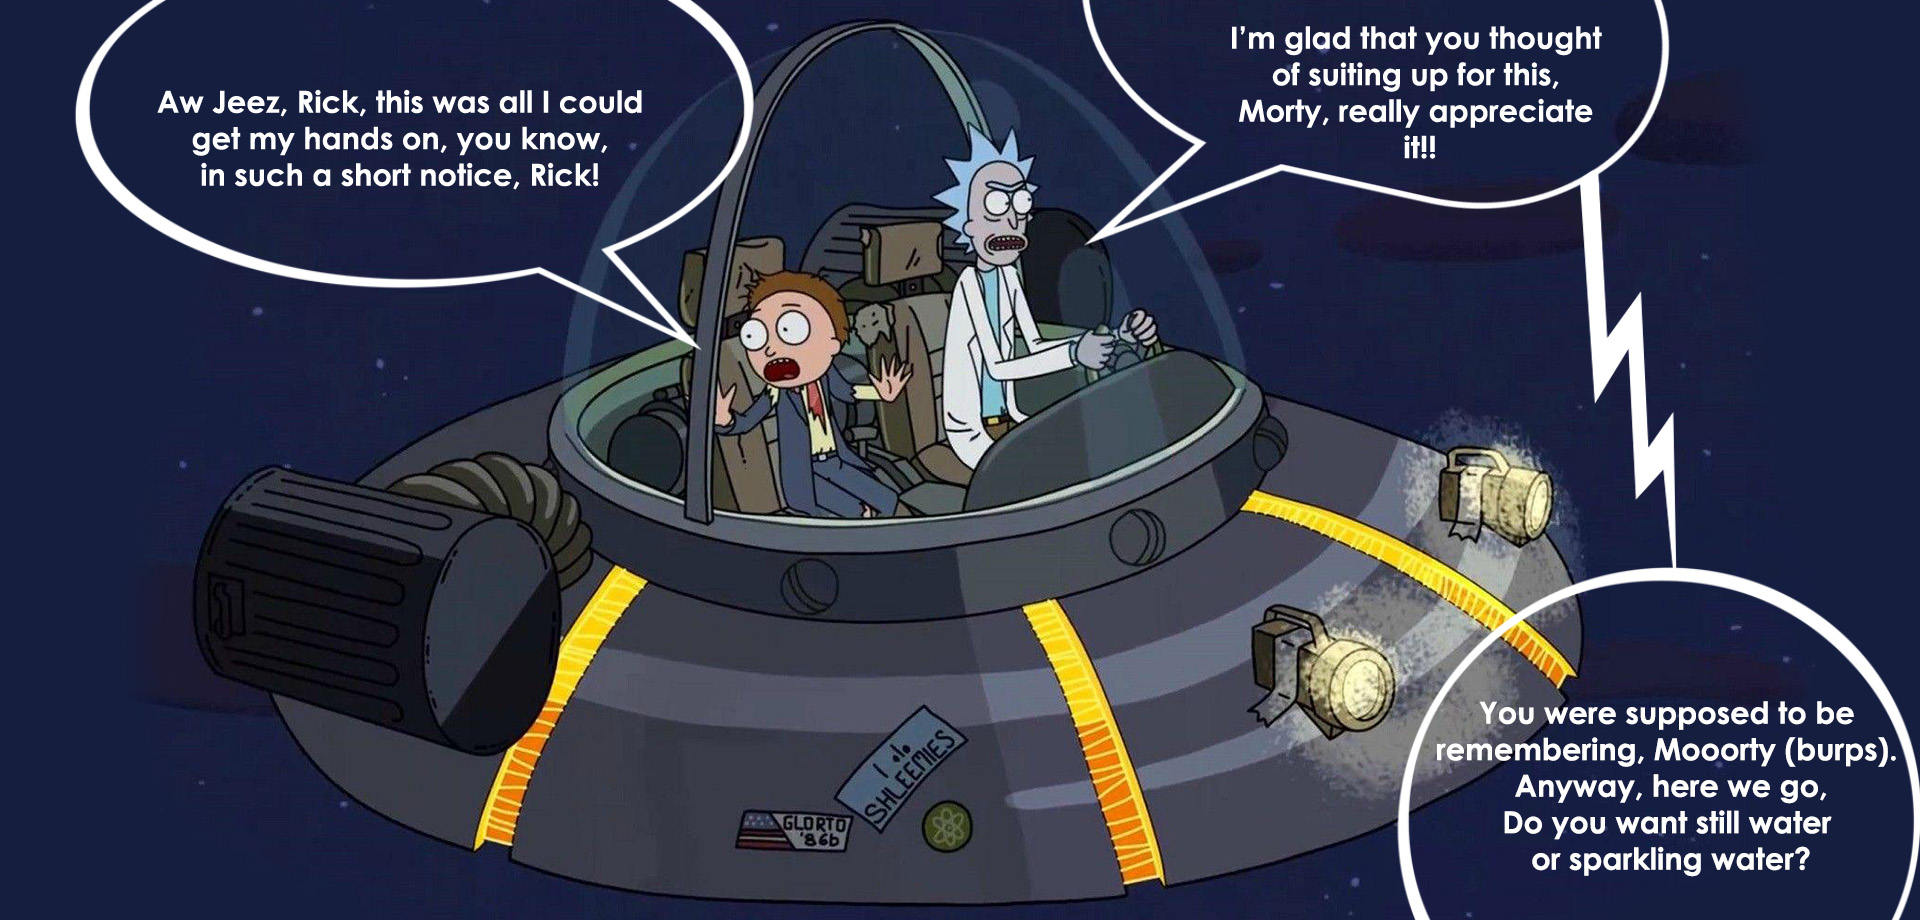 Aw Jeez, Rick, this was all I could
get my hands on, you know,
in such a short notice, Rick!
I'm glad that you thought
of suiting up for this,
Morty, really appreciate
it!!
You were supposed to be
remembering, Mooorty (burps).
Anyway, here we go,
Do you want still water
or sparkling water?
I do
SHLEEMIES
GLORTO
'86b